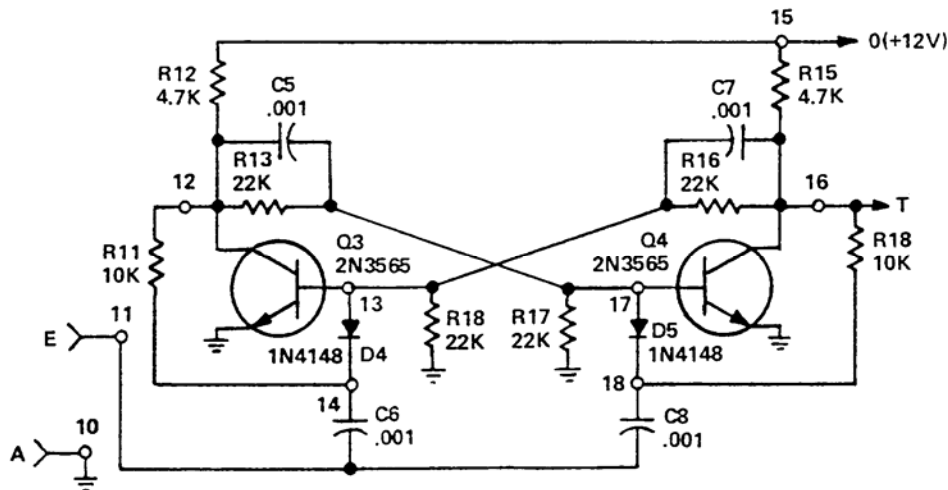 15
0(+12V)
R12
4.7K
C5
.001
C7
.001
R15
4.7K
R13
22K
R16
22K
12
16
T
R11
10K
Q3
2N3565
Q4
2N3565
R18
10K
11
E
13
17
R18
22K
R17
22K
1N4148
D4
D5
1N4148
14
18
C6
.001
C8
.001
10
A